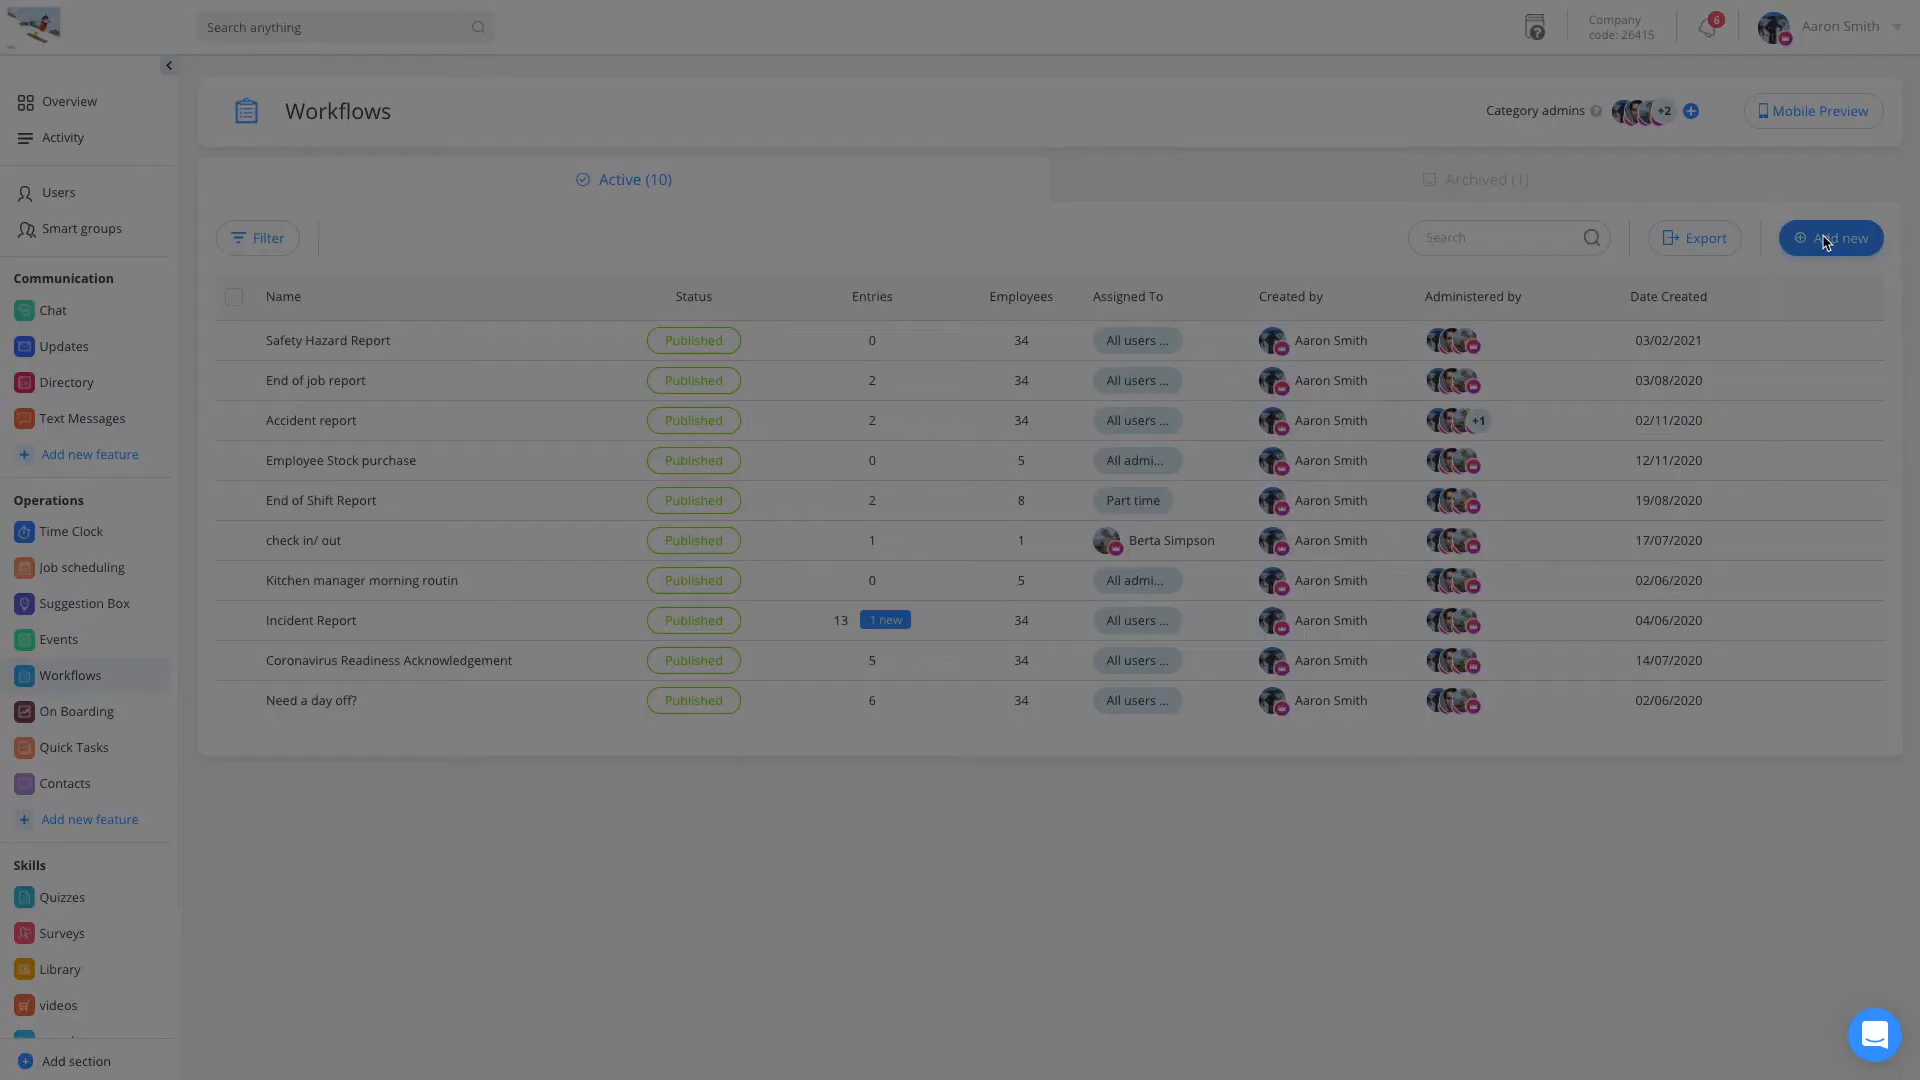 Search anything
Company
code: 26415
6
Aaron Smith
Overview
Activity
Users
Smart groups
Communication
Chat
Updates
Directory
Text Messages
+ Add new feature
Operations
Time Clock
Job scheduling
Suggestion Box
Events
Workflows
On Boarding
Quick Tasks
Contacts
+ Add new feature
Skills
Quizzes
Surveys
Library
videos
Add section
Workflows
Category admins ? +2
Mobile Preview
Active (10)
Archived (1)
Filter
Search
Export
Add new
Name Status Entries Employees Assigned To Created by Administered by Date Created
Safety Hazard Report Published 0 34 All users ... Aaron Smith 03/02/2021
End of job report Published 2 34 All users ... Aaron Smith 03/08/2020
Accident report Published 2 34 All users ... Aaron Smith +1 02/11/2020
Employee Stock purchase Published 0 5 All admi... Aaron Smith 12/11/2020
End of Shift Report Published 2 8 Part time Aaron Smith 19/08/2020
check in/ out Published 1 1 Berta Simpson Aaron Smith 17/07/2020
Kitchen manager morning routin Published 0 5 All admi... Aaron Smith 02/06/2020
Incident Report Published 13 1 new 34 All users ... Aaron Smith 04/06/2020
Coronavirus Readiness Acknowledgement Published 5 34 All users ... Aaron Smith 14/07/2020
Need a day off? Published 6 34 All users ... Aaron Smith 02/06/2020